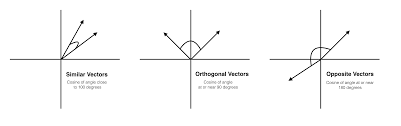 Similar Vectors
Cosine of angle close
to 100 degrees
Orthogonal Vectors
Cosine of angle
at or near 90 degrees
Opposite Vectors
Cosine of angle at or near
180 degrees